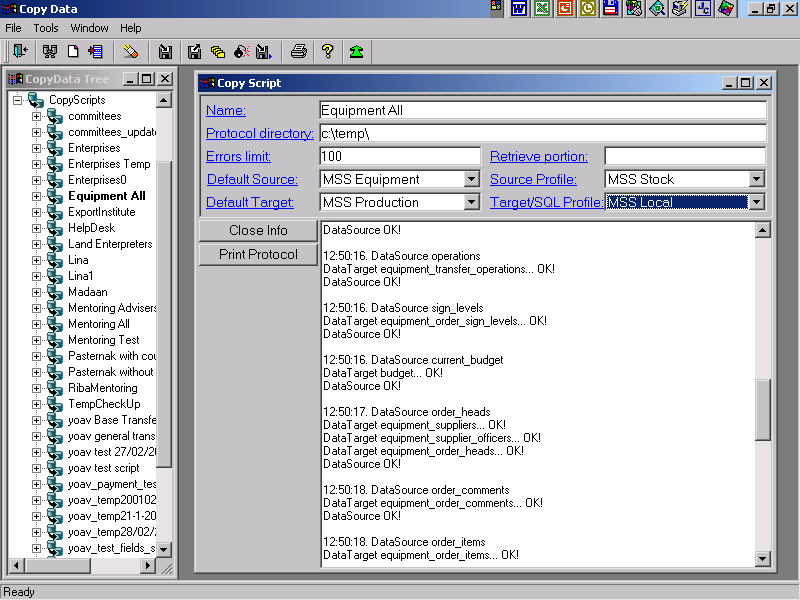 Copy Data
File Tools Window Help
CopyData Tree
CopyScripts
committees
committees_updat
Enterprises
Enterprises Temp
Enterprises0
Equipment All
ExportInstitute
HelpDesk
Land Enterpreters
Lina
Lina1
Madaan
Mentoring Advisers
Mentoring All
Mentoring Test
Pasternak with cou
Pasternak without
RibaMentoring
TempCheckUp
yoav Base Transfe
yoav general trans
yoav test 27/02/20
yoav test script
yoav_payment_tes
yoav_temp200102
yoav_temp21-1-20
yoav_temp28/02/
yoav_test_fields_s
Copy Script
Name: Equipment All
Protocol directory: c:\temp\
Errors limit: 100 Retrieve portion:
Default Source: MSS Equipment Source Profile: MSS Stock
Default Target: MSS Production Target/SQL Profile: MSS Local
Close Info
Print Protocol
DataSource OK!
12:50:16. DataSource operations
DataTarget equipment_transfer_operations... OK!
DataSource OK!
12:50:16. DataSource sign_levels
DataTarget equipment_order_sign_levels... OK!
DataSource OK!
12:50:16. DataSource current_budget
DataTarget budget... OK!
DataSource OK!
12:50:17. DataSource order_heads
DataTarget equipment_suppliers... OK!
DataTarget equipment_supplier_officers... OK!
DataTarget equipment_order_heads... OK!
DataSource OK!
12:50:18. DataSource order_comments
DataTarget equipment_order_comments... OK!
DataSource OK!
12:50:18. DataSource order_items
DataTarget equipment_order_items... OK!
Ready